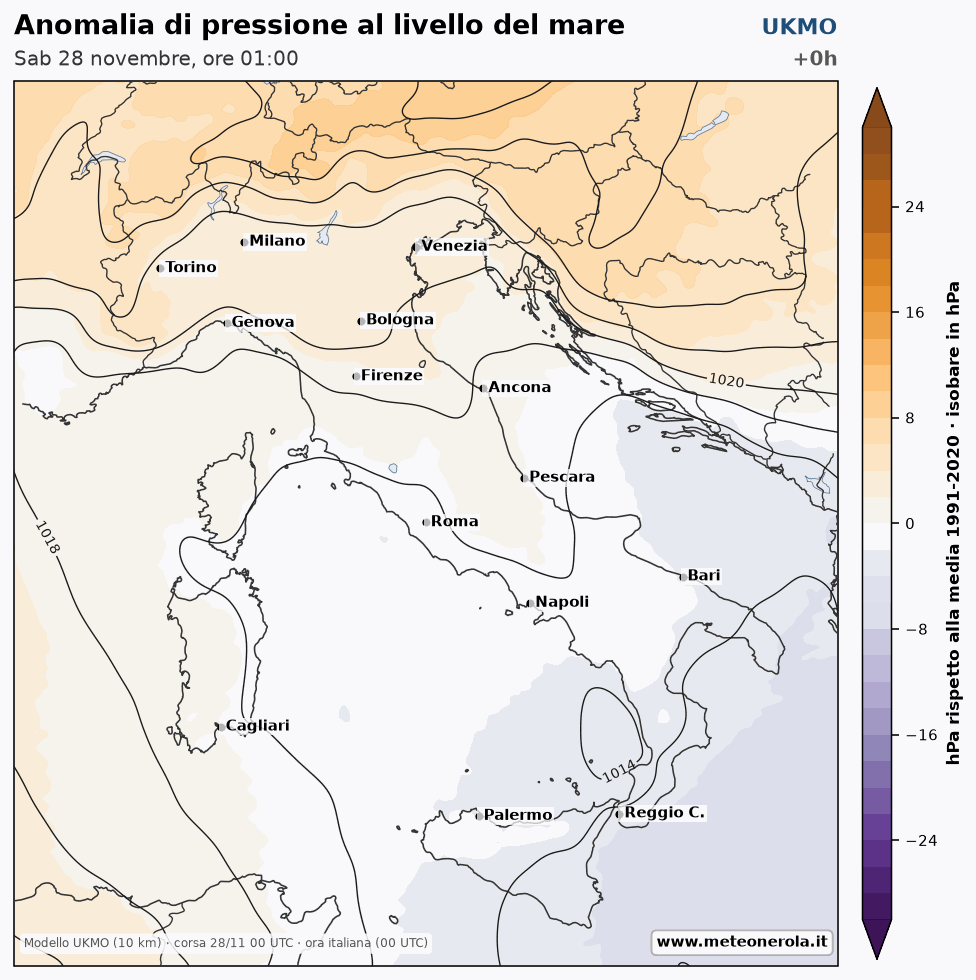 Anomalia di pressione al livello del mare
UKMO
Sab 28 novembre, ore 01:00
+0h
Milano
Venezia
Torino
Genova
Bologna
Firenze
Ancona
1020
Pescara
1018
Roma
Bari
Napoli
Cagliari
1014
Palermo
Reggio C.
24
16
8
0
−8
−16
−24
hPa rispetto alla media 1991-2020 · isobare in hPa
Modello UKMO (10 km) · corsa 28/11 00 UTC · ora italiana (00 UTC)
www.meteonerola.it